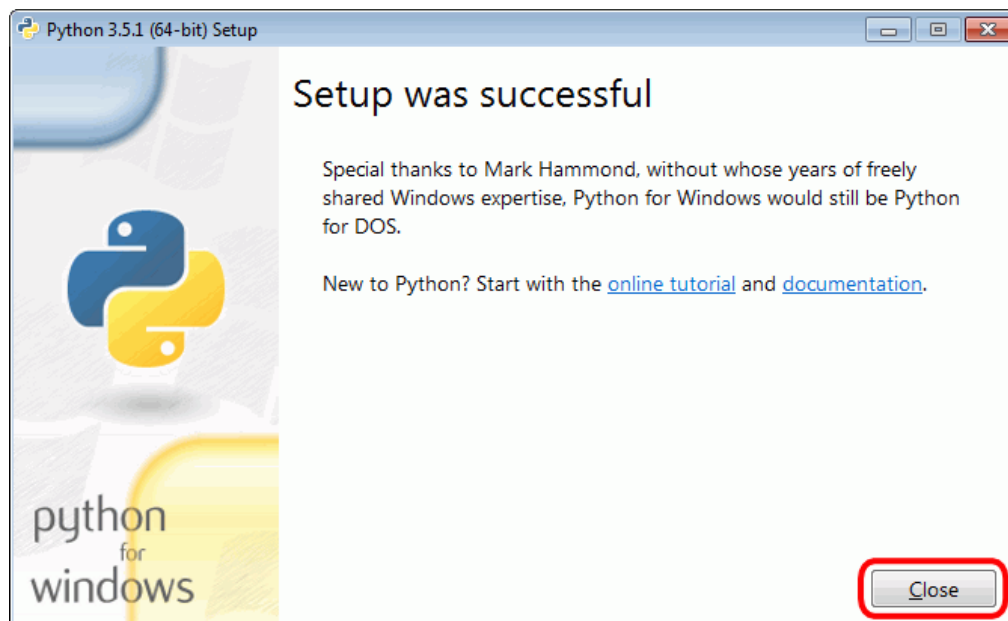 Python 3.5.1 (64-bit) Setup
Setup was successful
Special thanks to Mark Hammond, without whose years of freely
shared Windows expertise, Python for Windows would still be Python
for DOS.
New to Python? Start with the online tutorial and documentation.
python
for
windows
Close